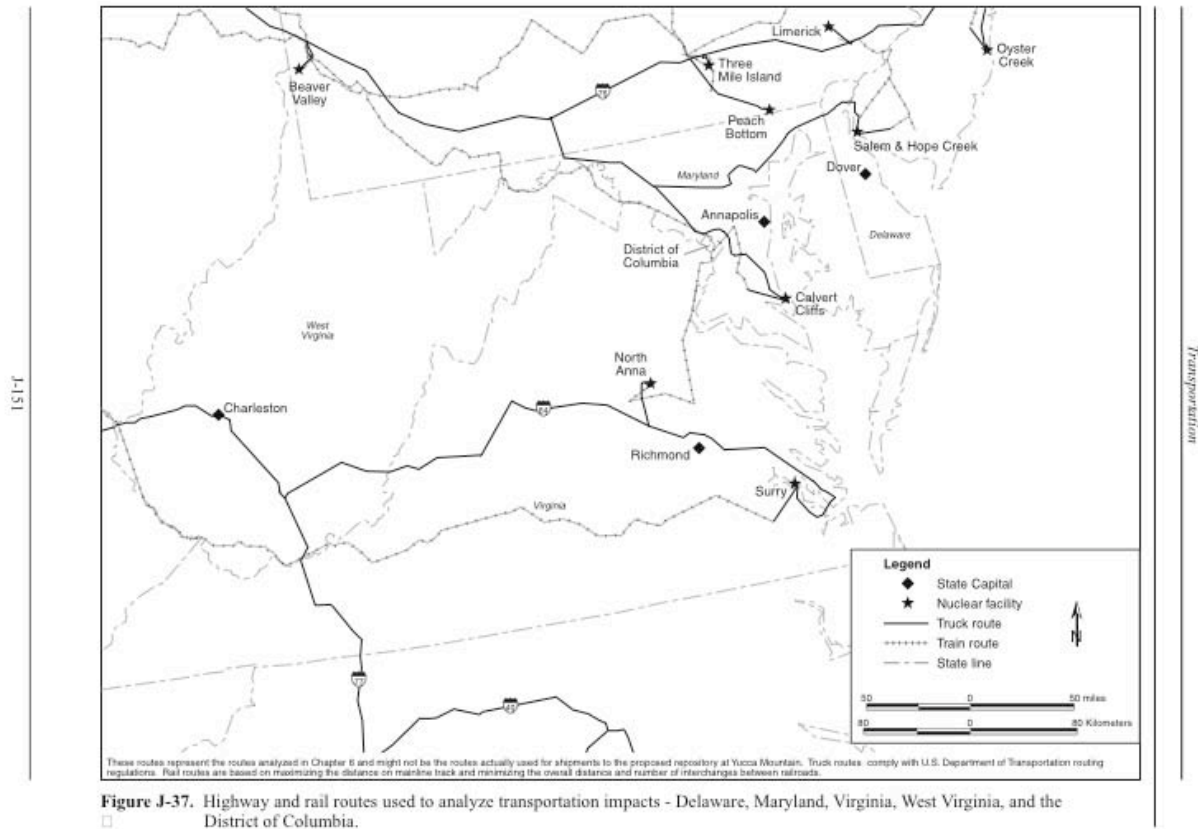 Limerick
Oyster
Creek
Three
Mile Island
Beaver
Valley
76
Peach
Bottom
Salem & Hope Creek
Maryland
Dover
Annapolis
Delaware
District of
Columbia
Calvert
Cliffs
West
Virginia
North
Anna
Charleston
64
Richmond
Surry
Virginia
77
40
Legend
State Capital
Nuclear facility
Truck route
Train route
State line
N
50 0 50 miles
80 0 80 Kilometers
These routes represent the routes analyzed in Chapter 6 and might not be the routes actually used for shipments to the proposed repository at Yucca Mountain. Truck routes comply with U.S. Department of Transportation routing
regulations. Rail routes are based on maximizing the distance on mainline track and minimizing the overall distance and number of interchanges between railroads.
Figure J-37. Highway and rail routes used to analyze transportation impacts - Delaware, Maryland, Virginia, West Virginia, and the
District of Columbia.
J-151
Transportation